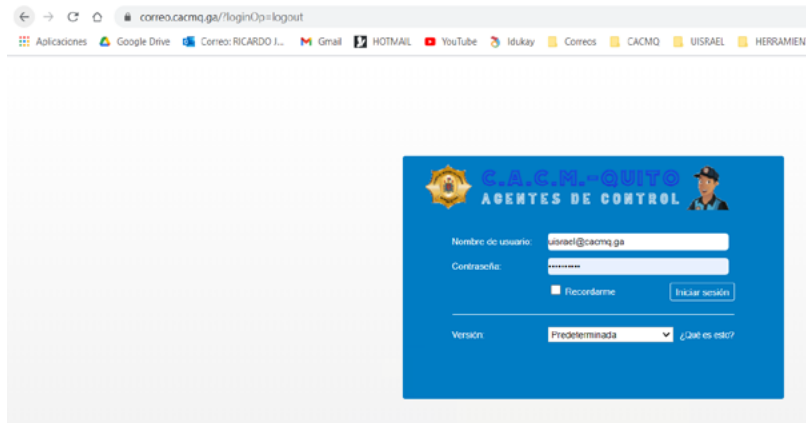 correo.cacmq.ga/?loginOp=logout
Aplicaciones Google Drive Correo: RICARDO J... Gmail HOTMAIL YouTube Idukay Correos CACMQ UISRAEL HERRAMIEN
C.A.C.M.-QUITO
AGENTES DE CONTROL
Nombre de usuario: uisrael@cacmq.ga
Contraseña: ••••••••••
Recordarme Iniciar sesión
Versión: Predeterminada ¿Qué es esto?